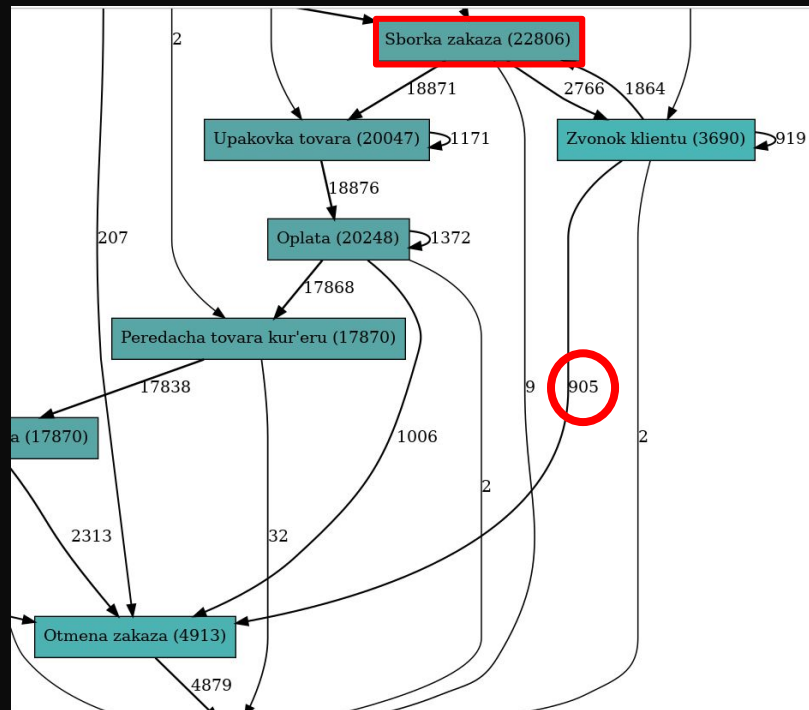 Sborka zakaza (22806)
2
18871
2766
1864
Upakovka tovara (20047)
1171
Zvonok klientu (3690)
919
18876
207
Oplata (20248)
1372
17868
Peredacha tovara kur'eru (17870)
17838
9
905
a (17870)
1006
2
2
2313
32
Otmena zakaza (4913)
4879